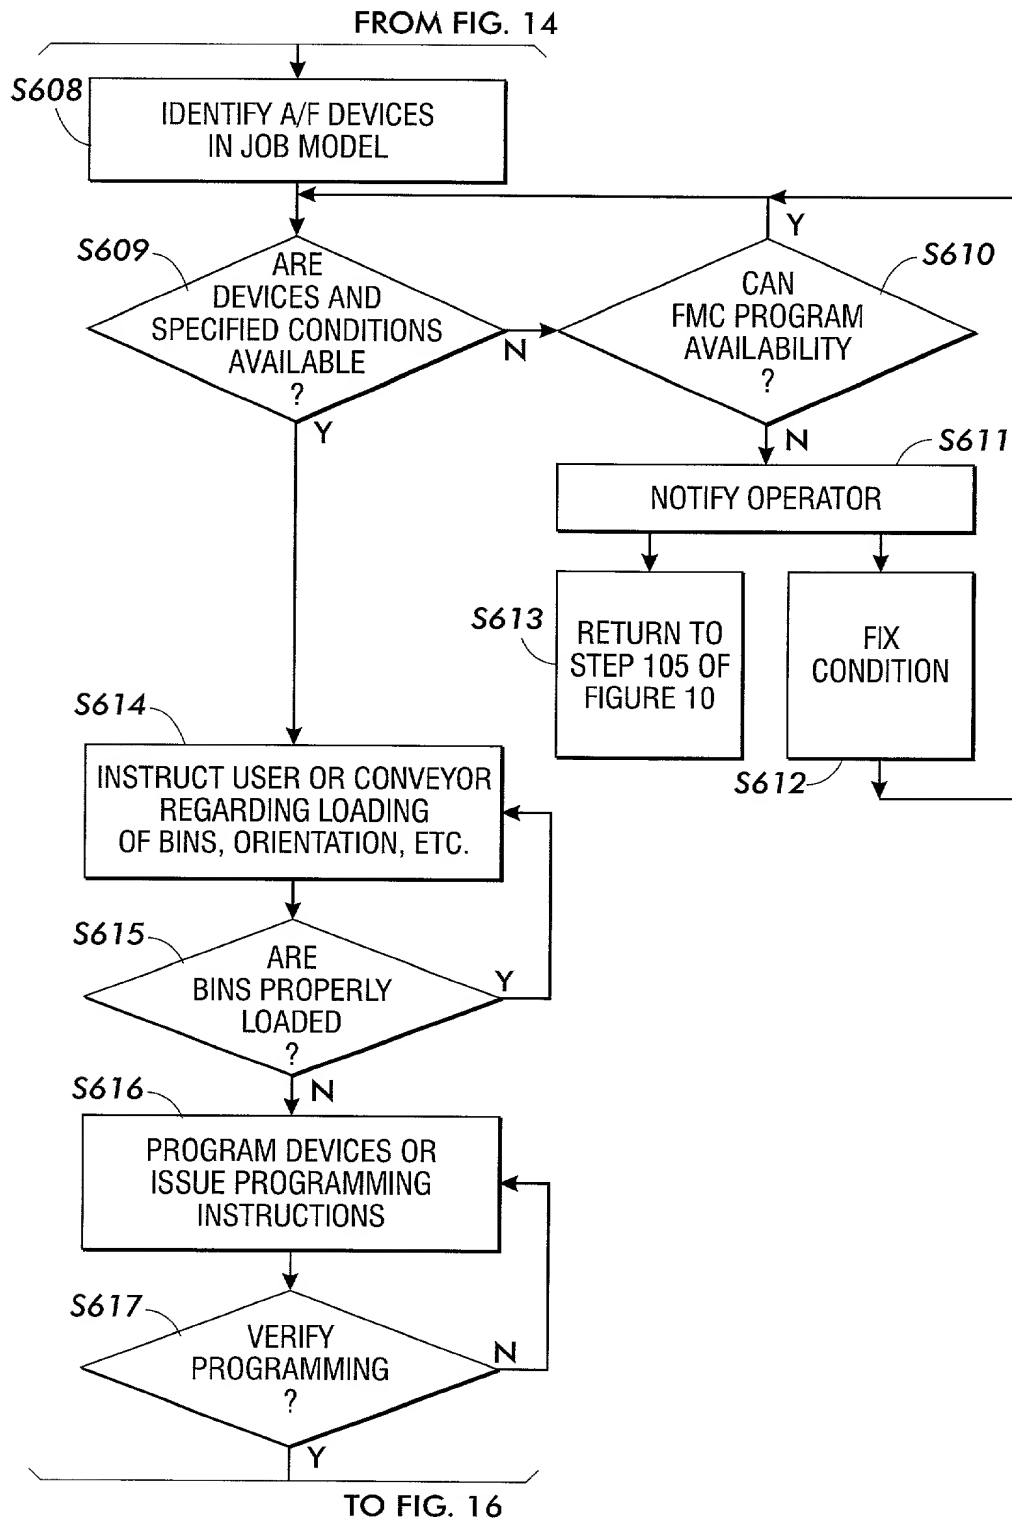 FROM FIG. 14
S608
IDENTIFY A/F DEVICES
IN JOB MODEL
S609
ARE
DEVICES AND
SPECIFIED CONDITIONS
AVAILABLE
?
N
Y
Y
S610
CAN
FMC PROGRAM
AVAILABILITY
?
N
S611
NOTIFY OPERATOR
S613
RETURN TO
STEP 105 OF
FIGURE 10
FIX
CONDITION
S612
S614
INSTRUCT USER OR CONVEYOR
REGARDING LOADING
OF BINS, ORIENTATION, ETC.
S615
ARE
BINS PROPERLY
LOADED
?
Y
N
S616
PROGRAM DEVICES OR
ISSUE PROGRAMMING
INSTRUCTIONS
S617
VERIFY
PROGRAMMING
?
N
Y
TO FIG. 16